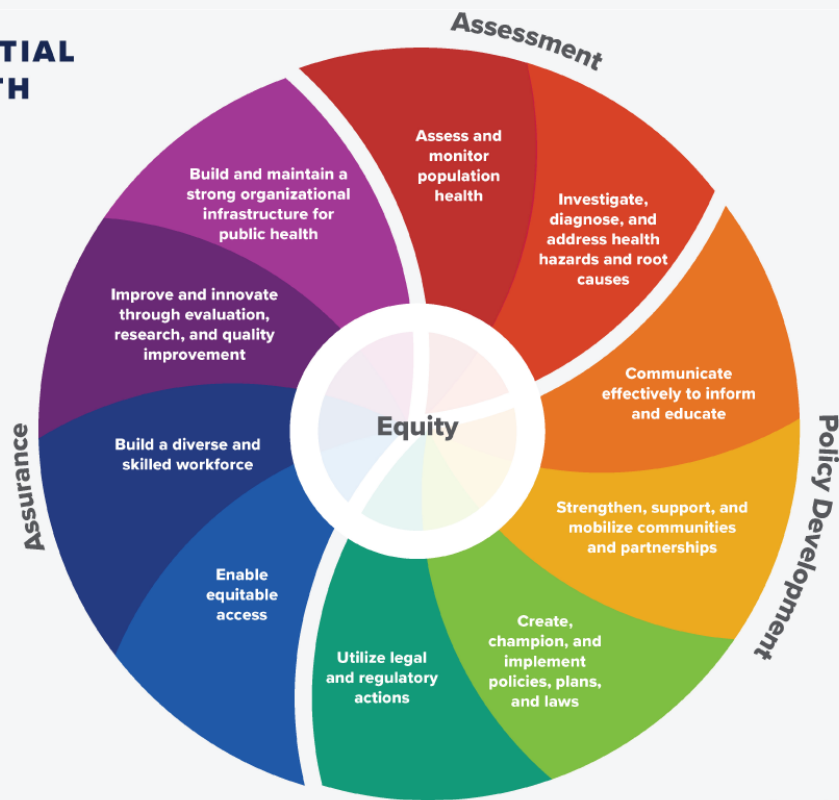 TIAL
TH
Assessment
Assess and
monitor
population
health
Investigate,
diagnose, and
address health
hazards and root
causes
Policy Development
Communicate
effectively to inform
and educate
Strengthen, support, and
mobilize communities
and partnerships
Create,
champion, and
implement
policies, plans,
and laws
Utilize legal
and regulatory
actions
Assurance
Enable
equitable
access
Build a diverse and
skilled workforce
Improve and innovate
through evaluation,
research, and quality
improvement
Build and maintain a
strong organizational
infrastructure for
public health
Equity